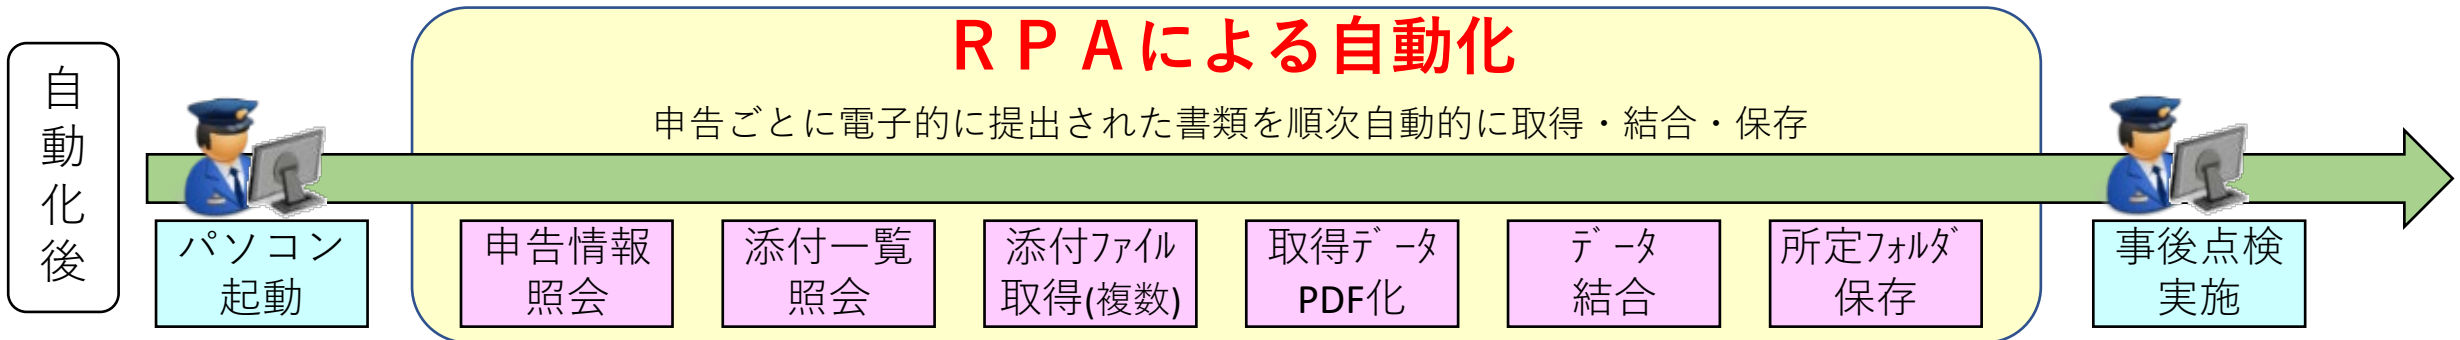 ＲＰＡによる自動化
申告ごとに電子的に提出された書類を順次自動的に取得・結合・保存
自動化後
パソコン
起動
申告情報
照会
添付一覧
照会
添付ﾌｧｲﾙ
取得(複数)
取得ﾃﾞｰﾀ
PDF化
ﾃﾞｰﾀ
結合
所定ﾌｫﾙﾀﾞ
保存
事後点検
実施